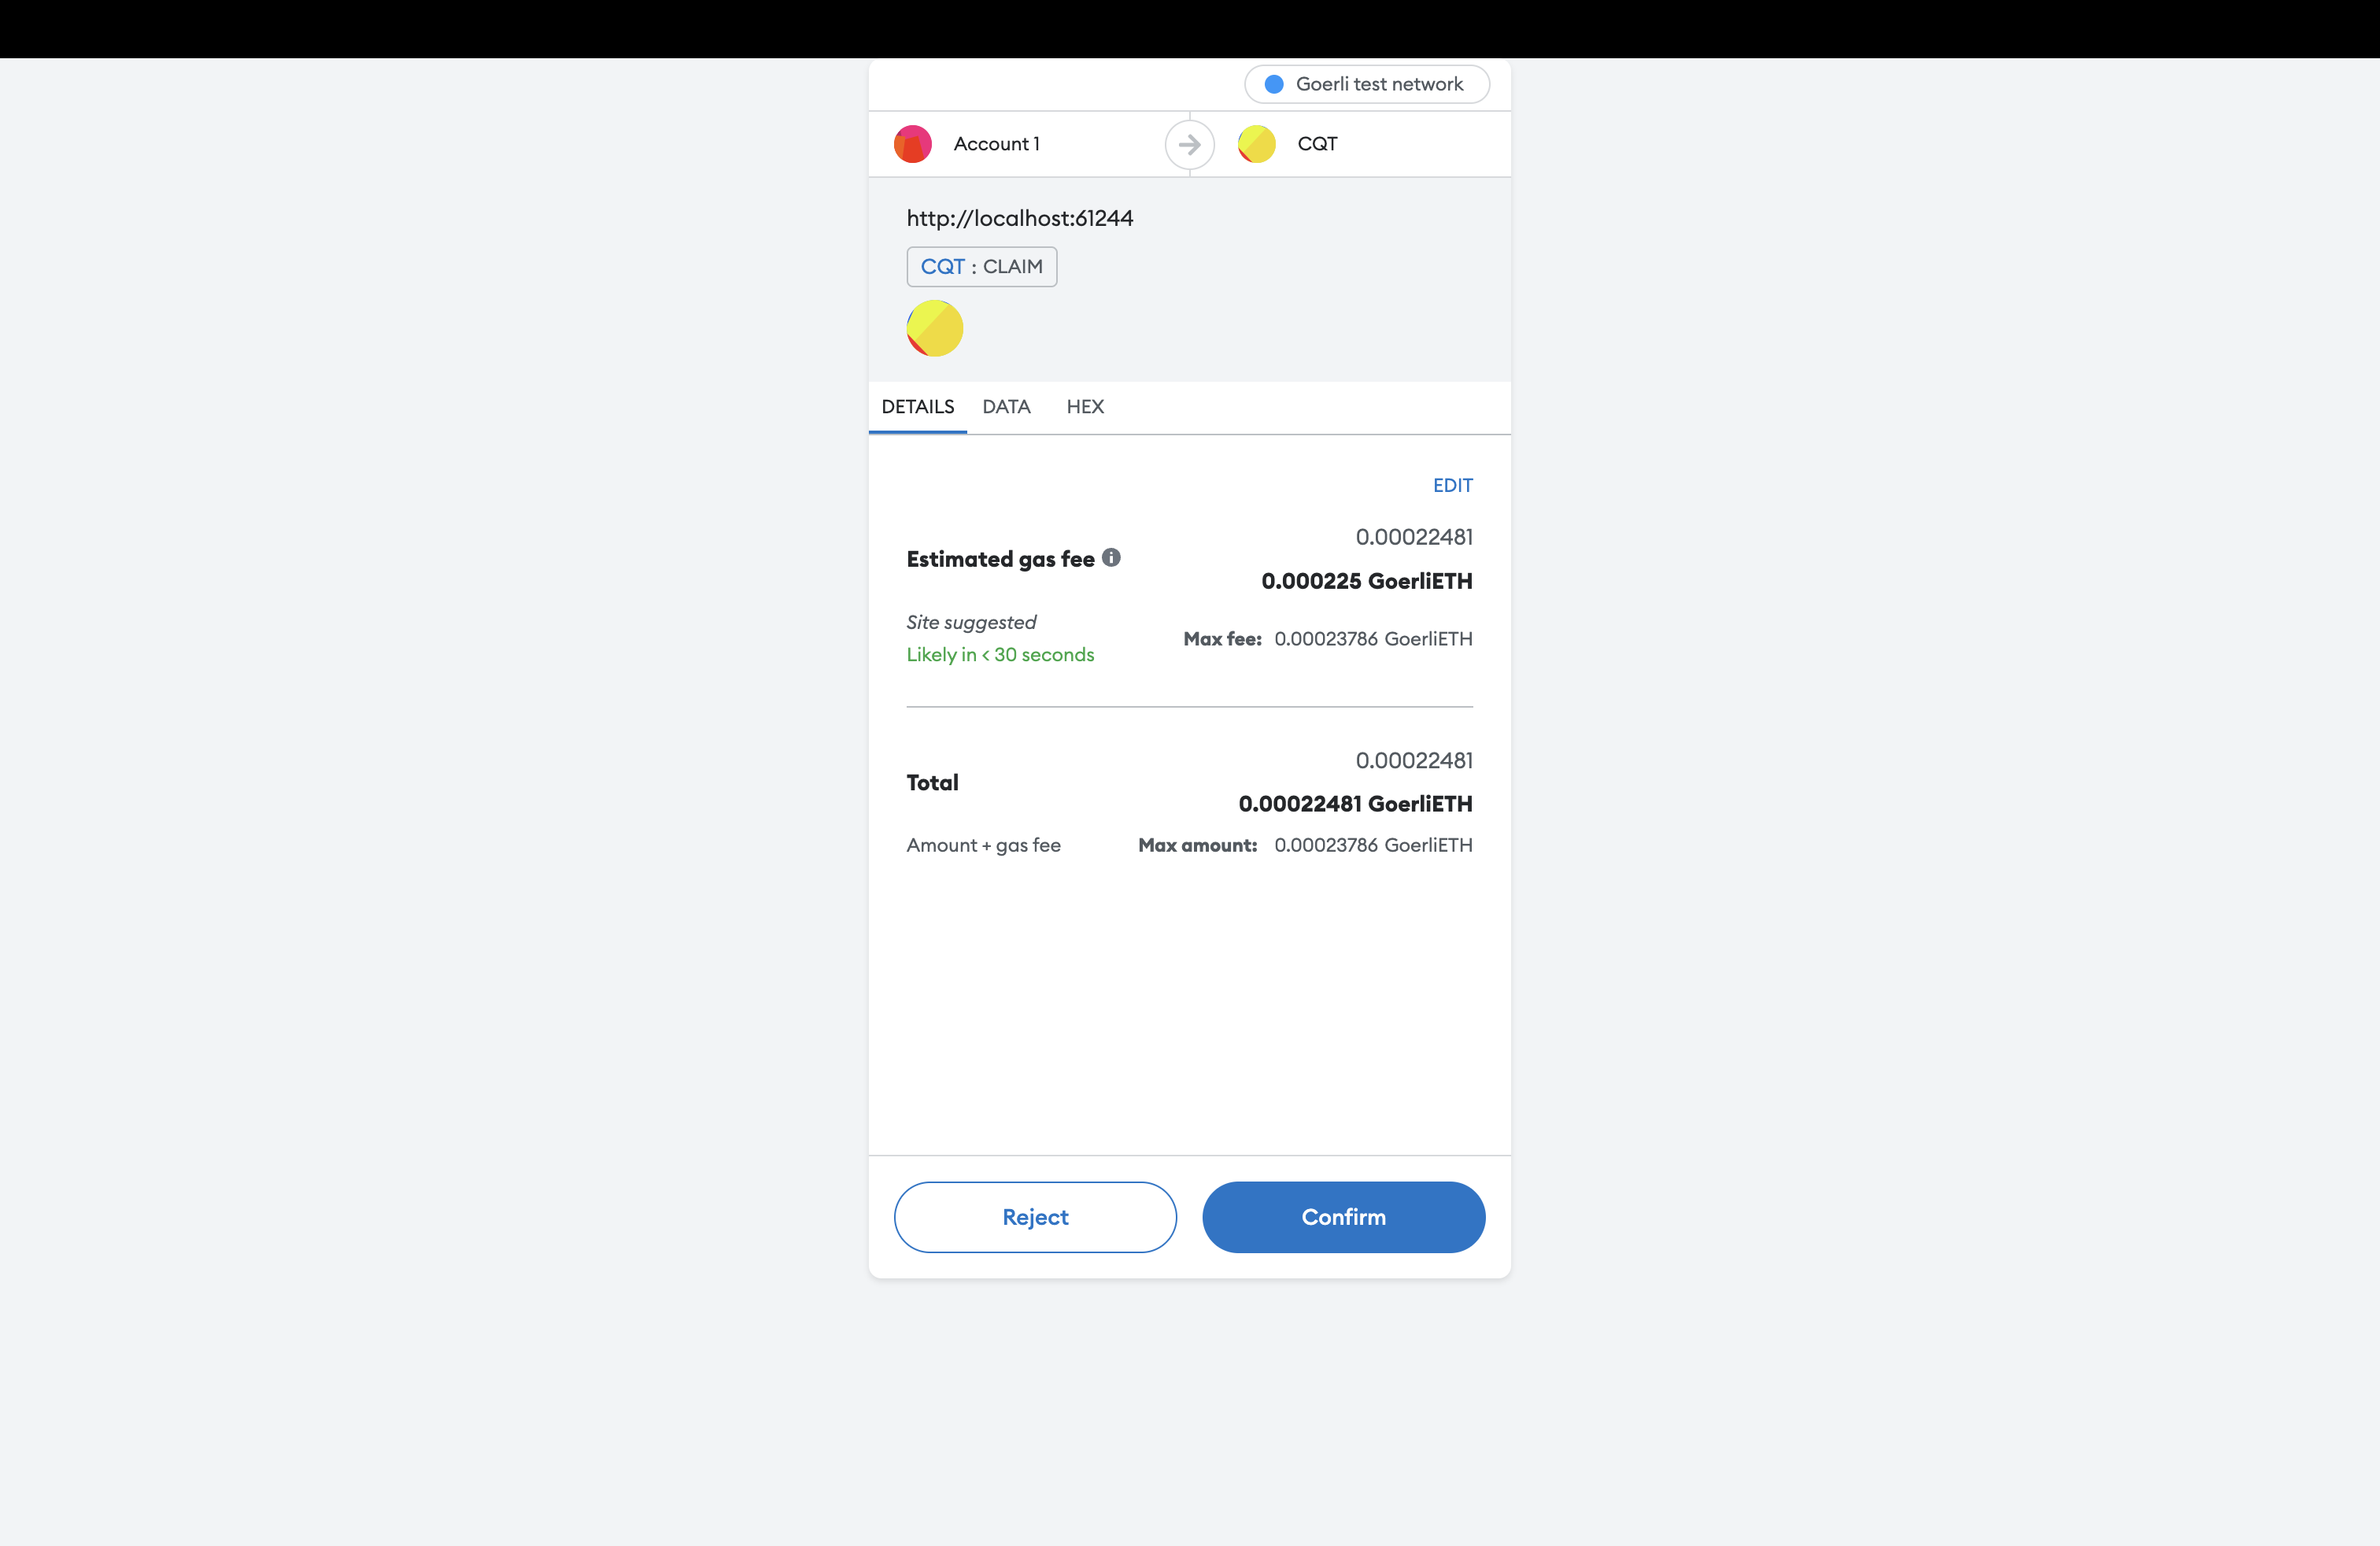 Goerli test network
Account 1
CQT
http://localhost:61244
CQT : CLAIM
DETAILS DATA HEX
EDIT
0.00022481
Estimated gas fee
0.000225 GoerliETH
Site suggested
Max fee: 0.00023786 GoerliETH
Likely in < 30 seconds
0.00022481
Total
0.00022481 GoerliETH
Amount + gas fee Max amount: 0.00023786 GoerliETH
Reject Confirm